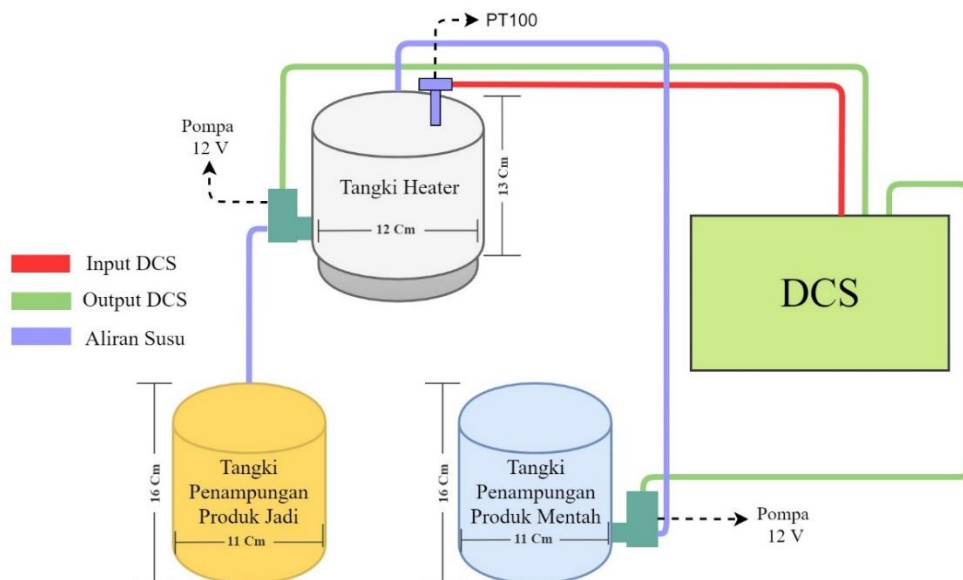 PT100
Pompa
12 V
Tangki Heater
13 Cm
12 Cm
Input DCS
Output DCS
Aliran Susu
DCS
16 Cm
Tangki
Penampungan
Produk Jadi
11 Cm
16 Cm
Tangki
Penampungan
Produk Mentah
11 Cm
Pompa
12 V